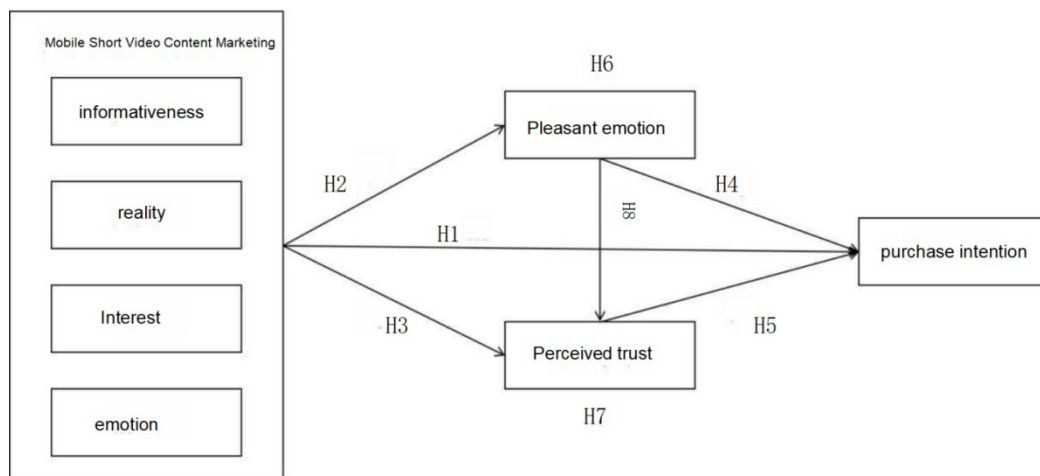 Mobile Short Video Content Marketing
informativeness
reality
Interest
emotion
H6
Pleasant emotion
H2
H4
H8
H1
purchase intention
H3
H5
Perceived trust
H7